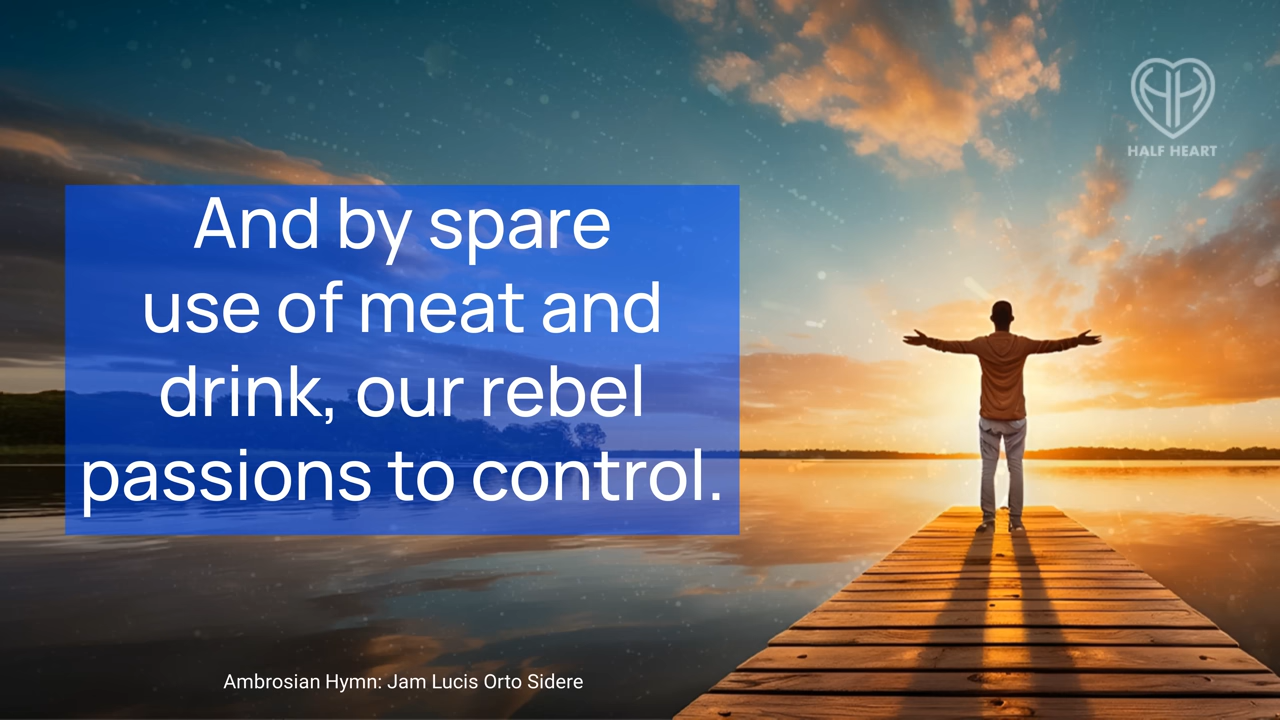 HALF HEART
And by spare
use of meat and
drink, our rebel
passions to control.
Ambrosian Hymn: Jam Lucis Orto Sidere